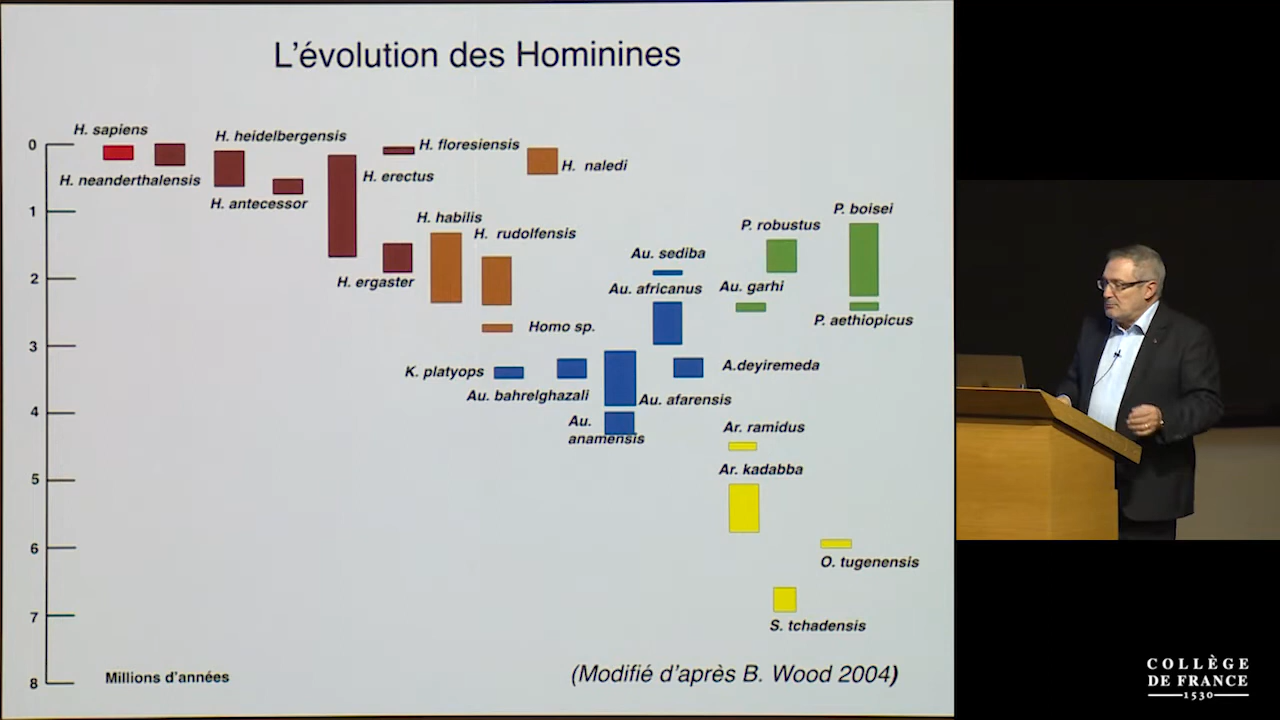 L'évolution des Hominines
H. sapiens
H. heidelbergensis
H. floresiensis
H. naledi
H. neanderthalensis
H. erectus
H. antecessor
H. habilis
H. rudolfensis
P. boisei
P. robustus
Au. sediba
H. ergaster
Au. africanus
Au. garhi
Homo sp.
P. aethiopicus
K. platyops
A.deyiremeda
Au. bahrelghazali
Au. afarensis
Au.
anamensis
Ar. ramidus
Ar. kadabba
O. tugenensis
S. tchadensis
0
1
2
3
4
5
6
7
8
Millions d'années
(Modifié d'après B. Wood 2004)
COLLÈGE
DE FRANCE
1530